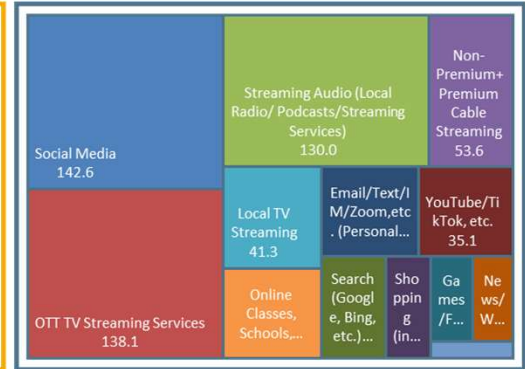 Social Media
142.6
OTT TV Streaming Services
138.1
Streaming Audio (Local
Radio/ Podcasts/Streaming
Services)
130.0
Non-
Premium+
Premium
Cable
Streaming
53.6
Local TV
Streaming
41.3
Email/Text/I
M/Zoom,etc
. (Personal...
YouTube/Ti
kTok, etc.
35.1
Online
Classes,
Schools,...
Search
(Googl
e, Bing,
etc.)...
Sho
ppin
g
(in...
Ga
mes
/F...
Ne
ws/
W...